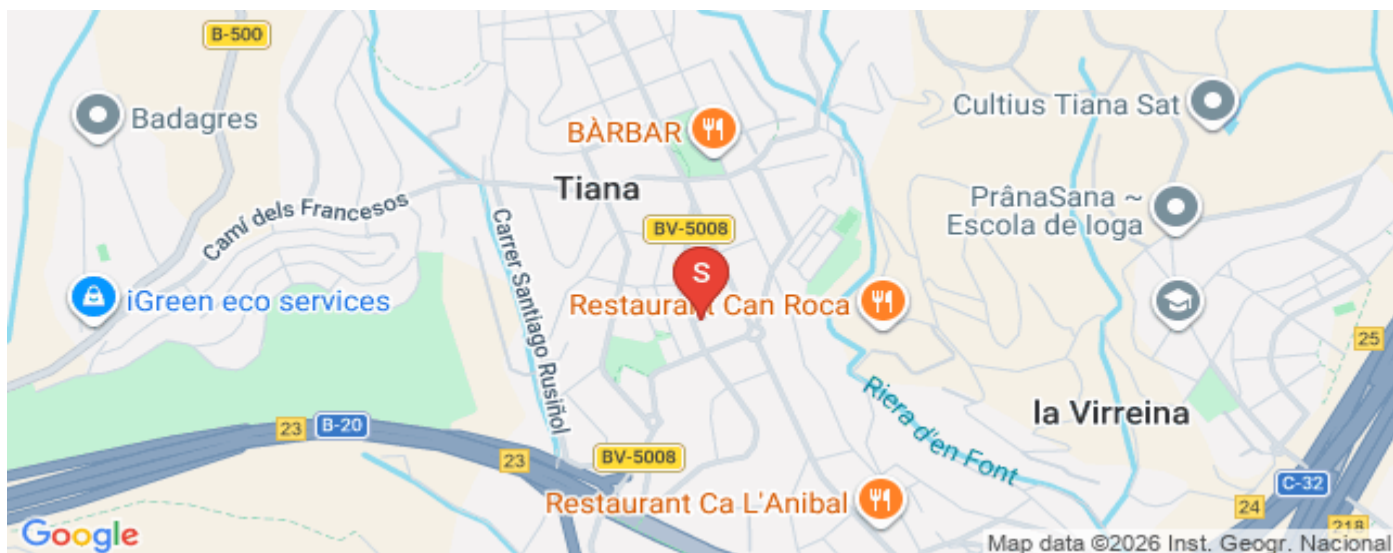 B-500
Badagres
BÀRBAR
Cultius Tiana Sat
Tiana
Camí dels Francesos
PrânaSana ~
Escola de Ioga
BV-5008
Carrer Santiago Rusiñol
S
iGreen eco services
Restaurant Can Roca
25
Riera d'en Font
la Virreina
23
B-20
23
BV-5008
C-32
Restaurant Ca L'Anibal
24
218
Google
Map data ©2026 Inst. Geogr. Nacional